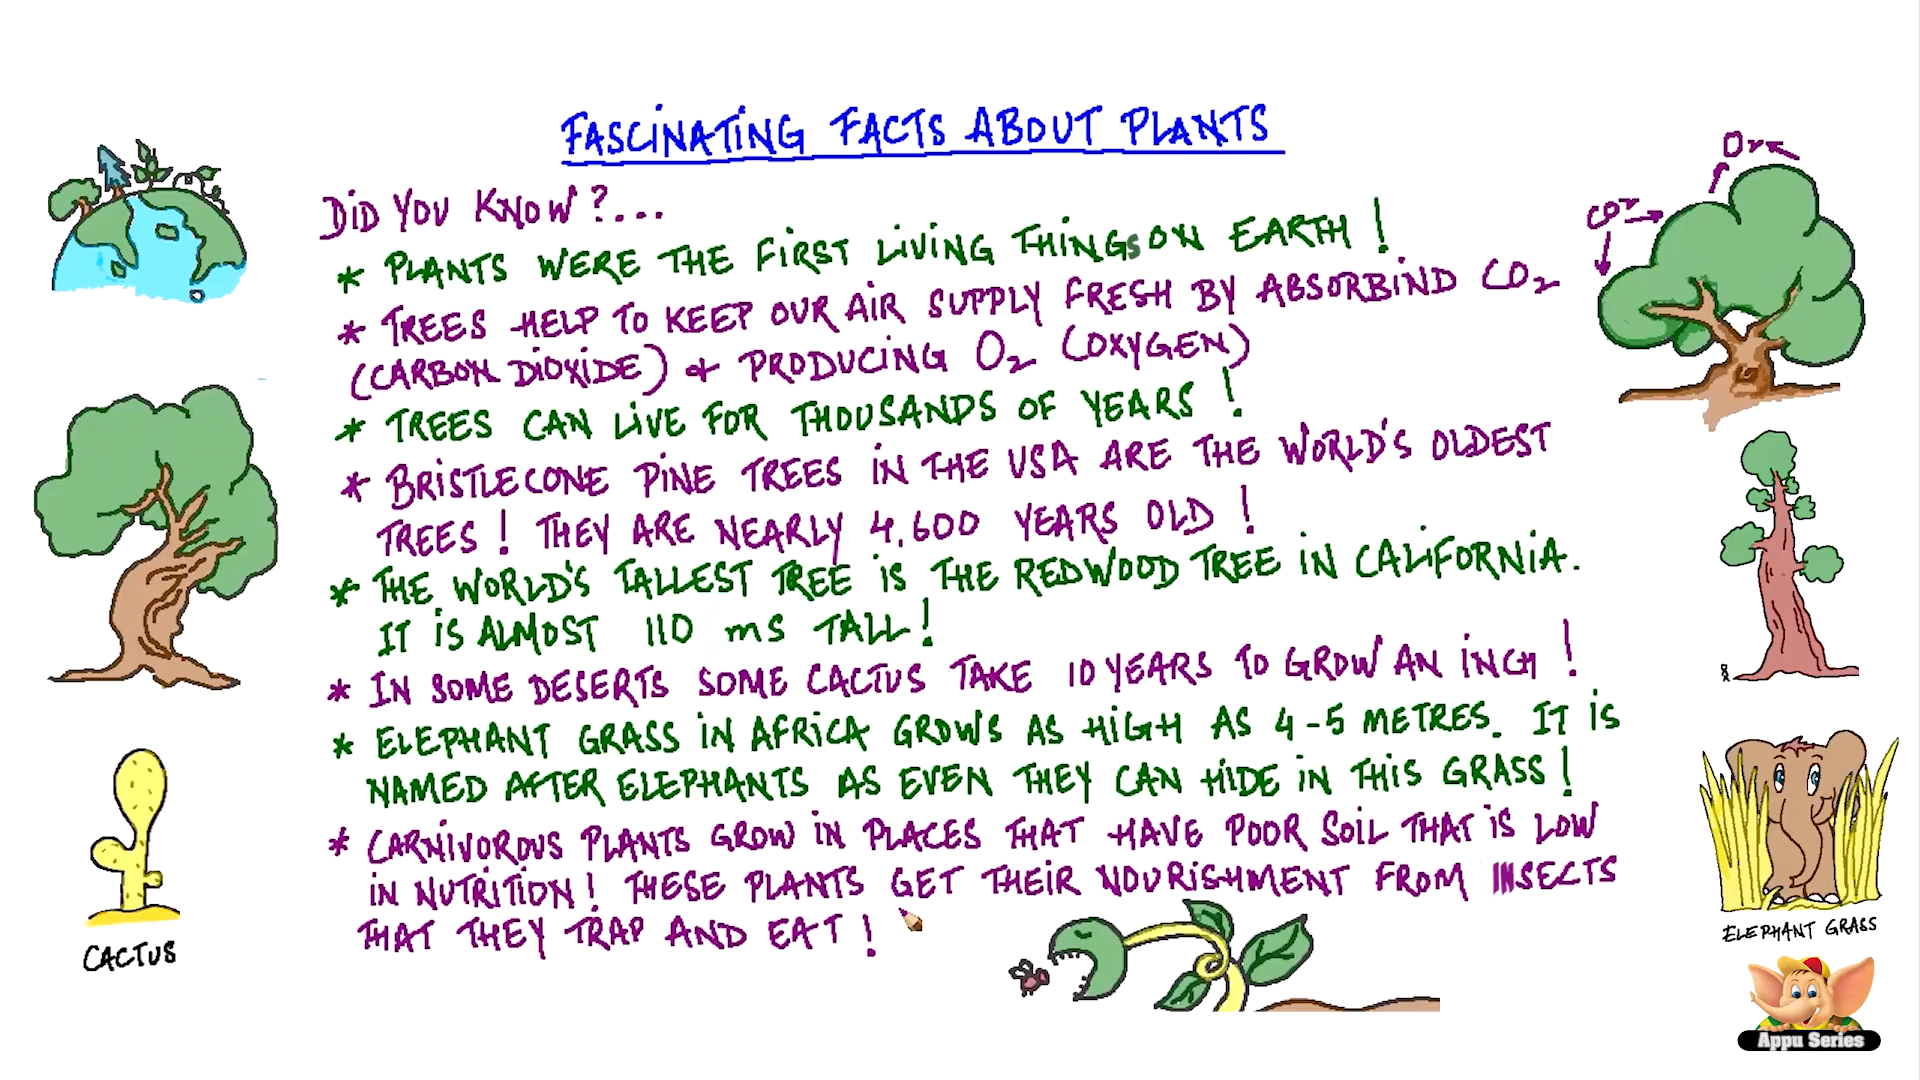 FASCINATING FACTS ABOUT PLANTS
DID YOU KNOW?...
* PLANTS WERE THE FIRST LIVING THINGS ON EARTH!
* TREES HELP TO KEEP OUR AIR SUPPLY FRESH BY ABSORBIND CO2
(CARBON DIOXIDE) & PRODUCING O2 (OXYGEN)
* TREES CAN LIVE FOR THOUSANDS OF YEARS!
* BRISTLECONE PINE TREES IN THE USA ARE THE WORLD'S OLDEST
TREES! THEY ARE NEARLY 4,600 YEARS OLD!
* THE WORLD'S TALLEST TREE IS THE REDWOOD TREE IN CALIFORNIA.
IT IS ALMOST 110 ms TALL!
* IN SOME DESERTS SOME CACTUS TAKE 10 YEARS TO GROW AN INCH!
* ELEPHANT GRASS IN AFRICA GROWS AS HIGH AS 4-5 METRES. IT IS
NAMED AFTER ELEPHANTS AS EVEN THEY CAN HIDE IN THIS GRASS!
* CARNIVOROUS PLANTS GROW IN PLACES THAT HAVE POOR SOIL THAT IS LOW
IN NUTRITION! THESE PLANTS GET THEIR NOURISHMENT FROM INSECTS
THAT THEY TRAP AND EAT!
O2
CO2
CACTUS
ELEPHANT GRASS
Appu Series